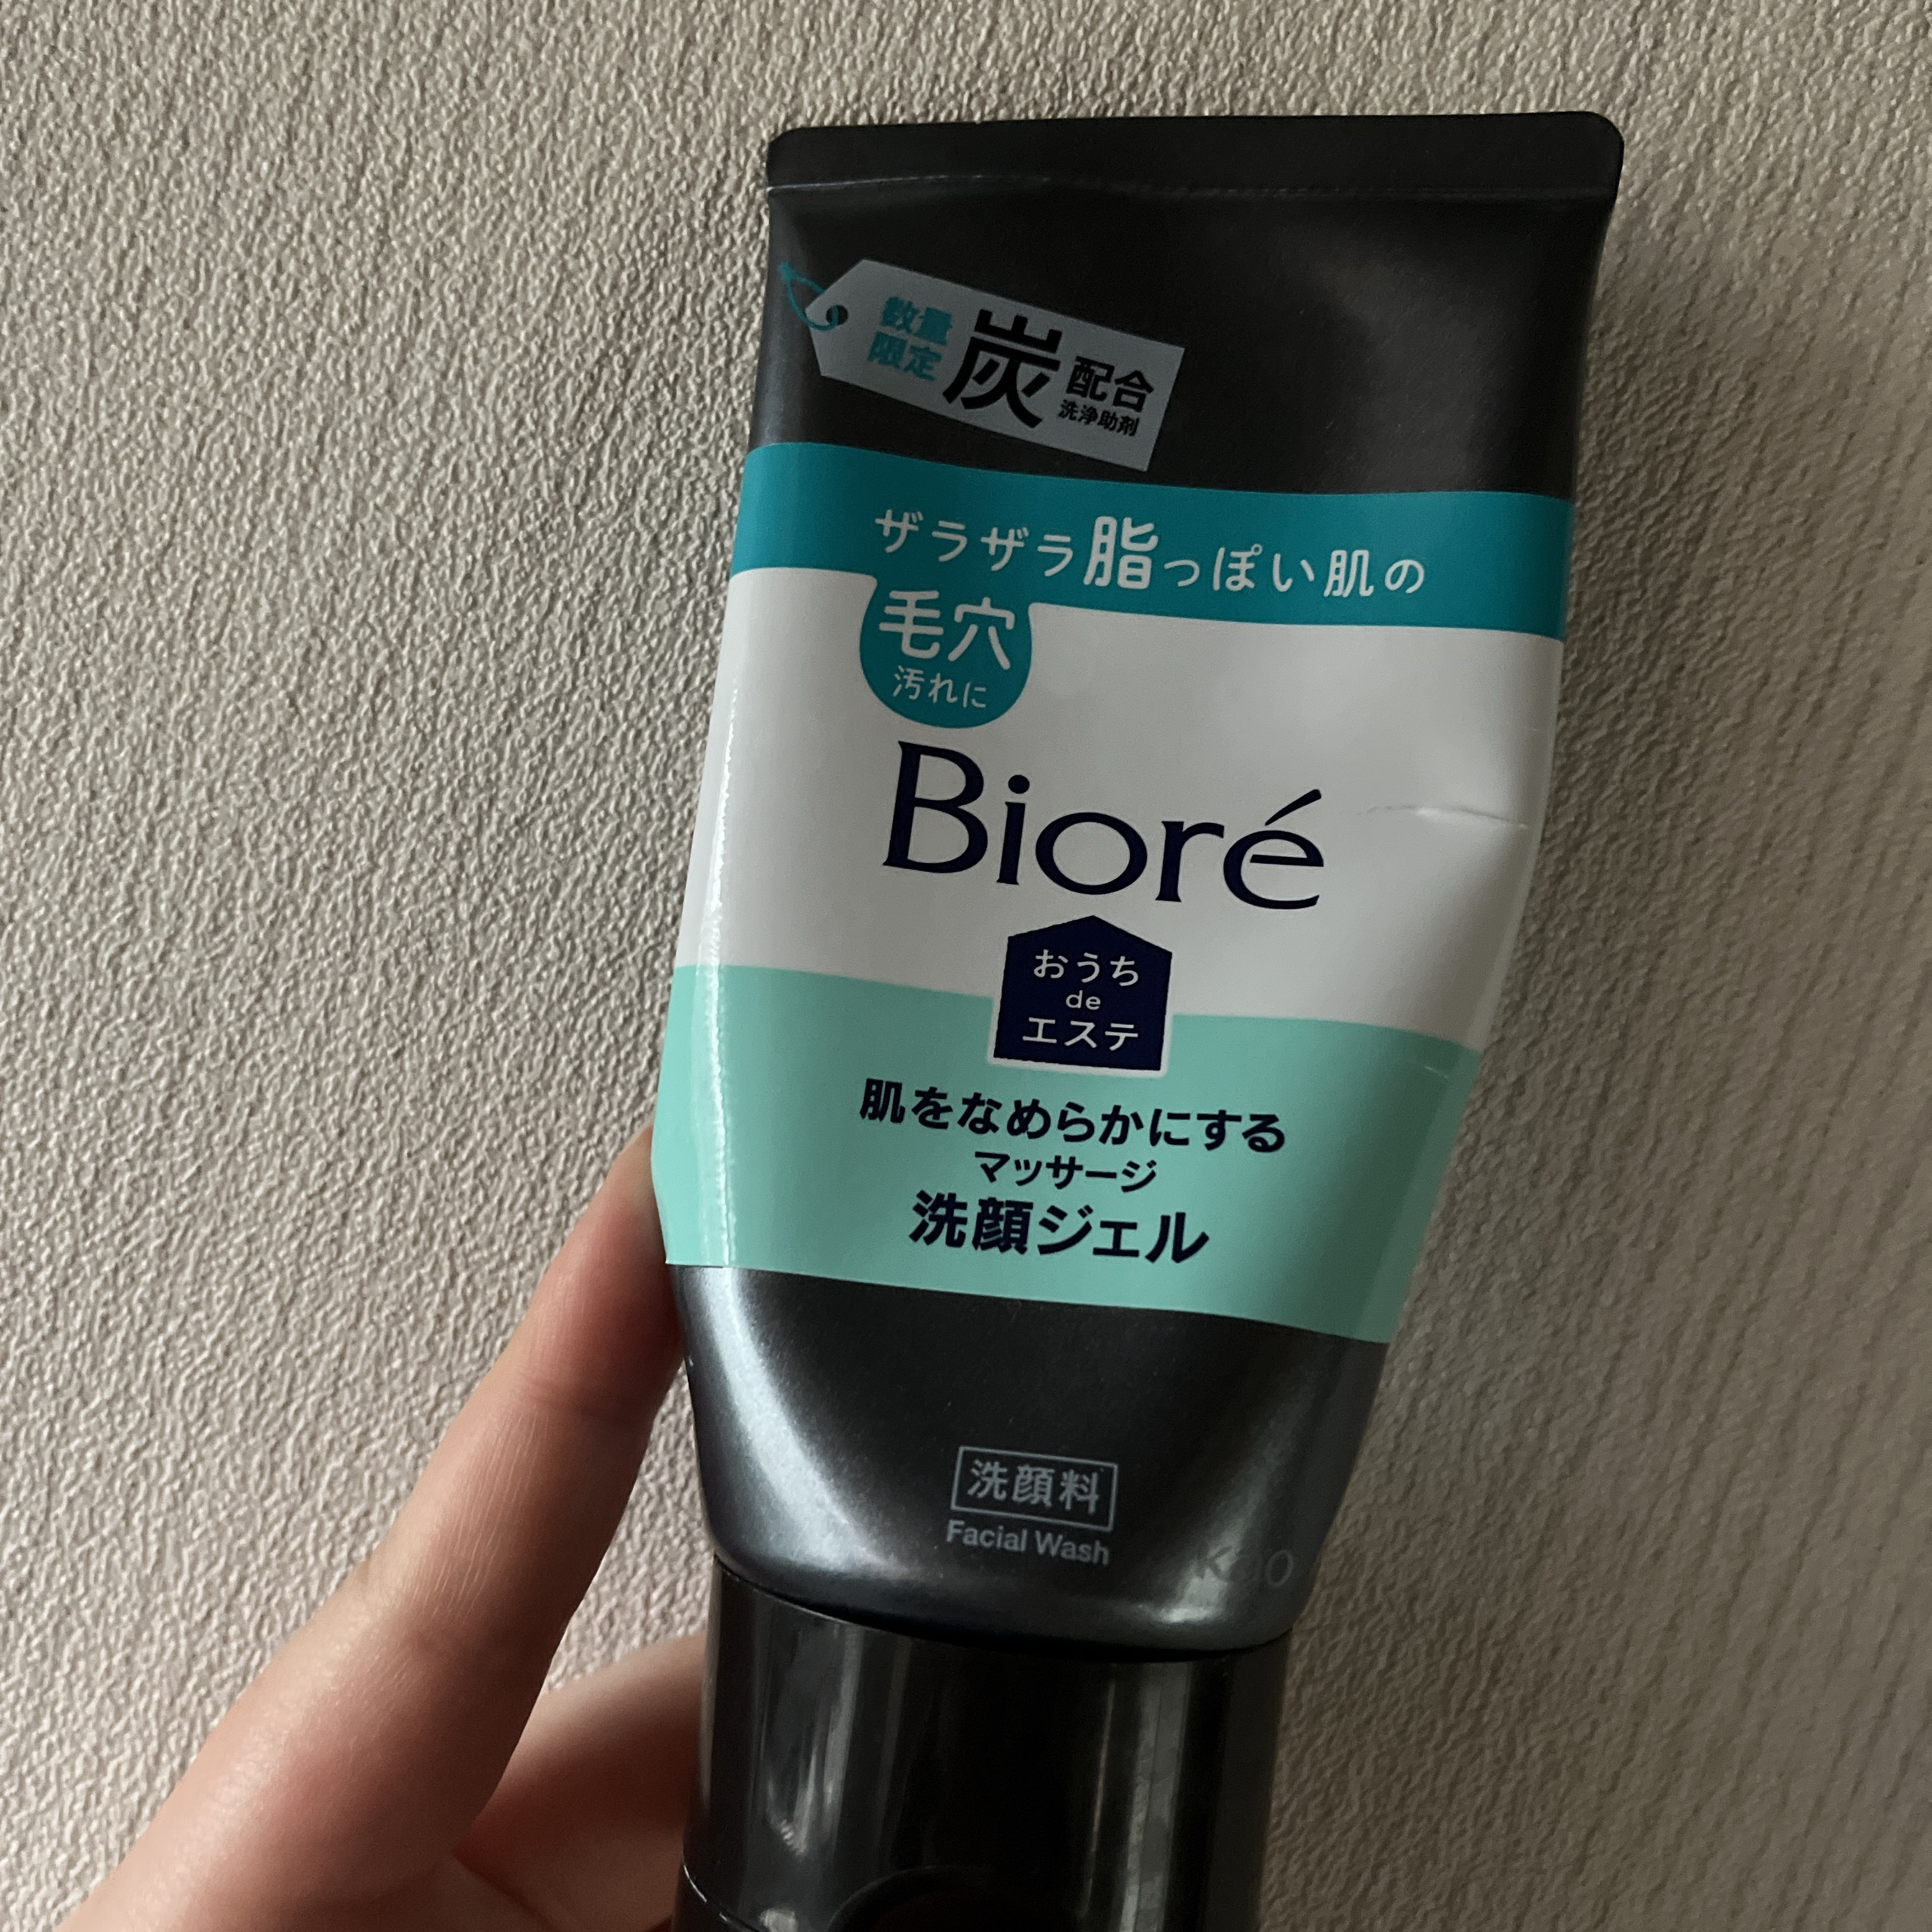 数量
限定
炭
配合
洗浄助剤
ザラザラ脂っぽい肌の
毛穴
汚れに
Bioré
おうち
de
エステ
肌をなめらかにする
マッサージ
洗顔ジェル
洗顔料
Facial Wash
kao